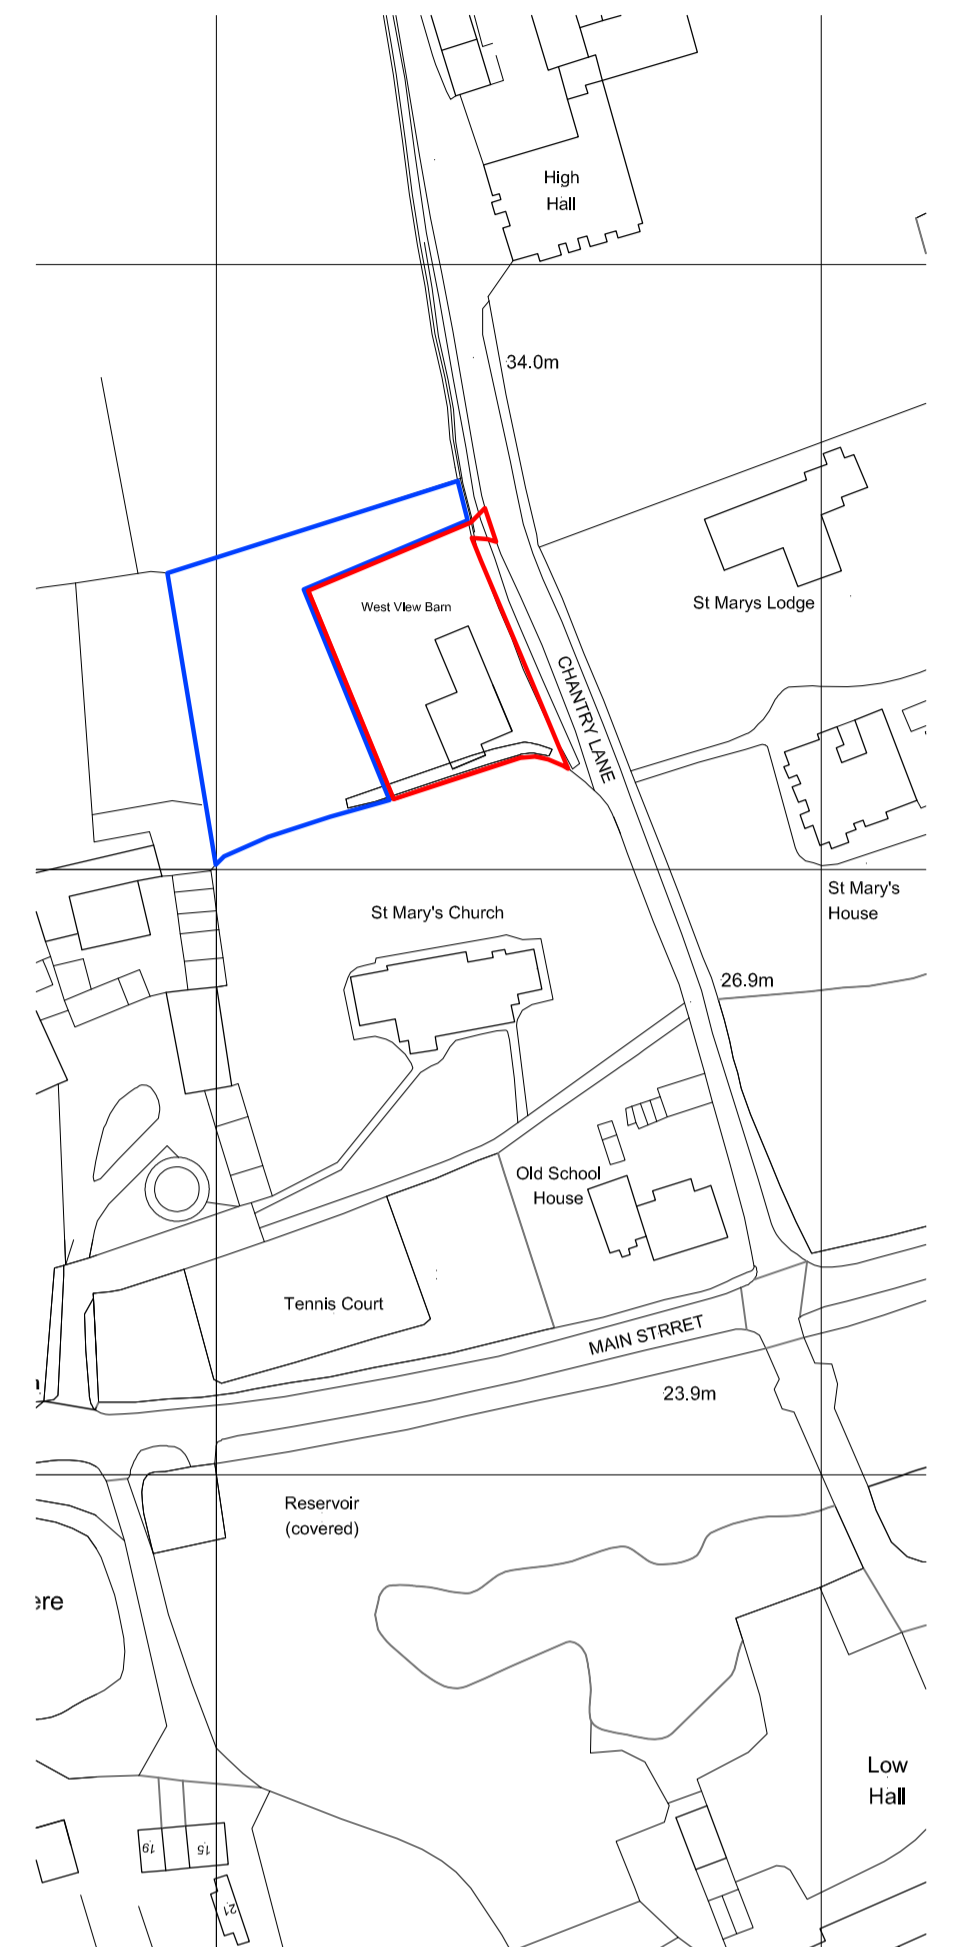 High
Hall
34.0m
West View Barn
St Marys Lodge
CHANTRY LANE
St Mary's
House
St Mary's Church
26.9m
Old School
House
Tennis Court
MAIN STRRET
23.9m
Reservoir
(covered)
ere
Low
Hall
19
15
21